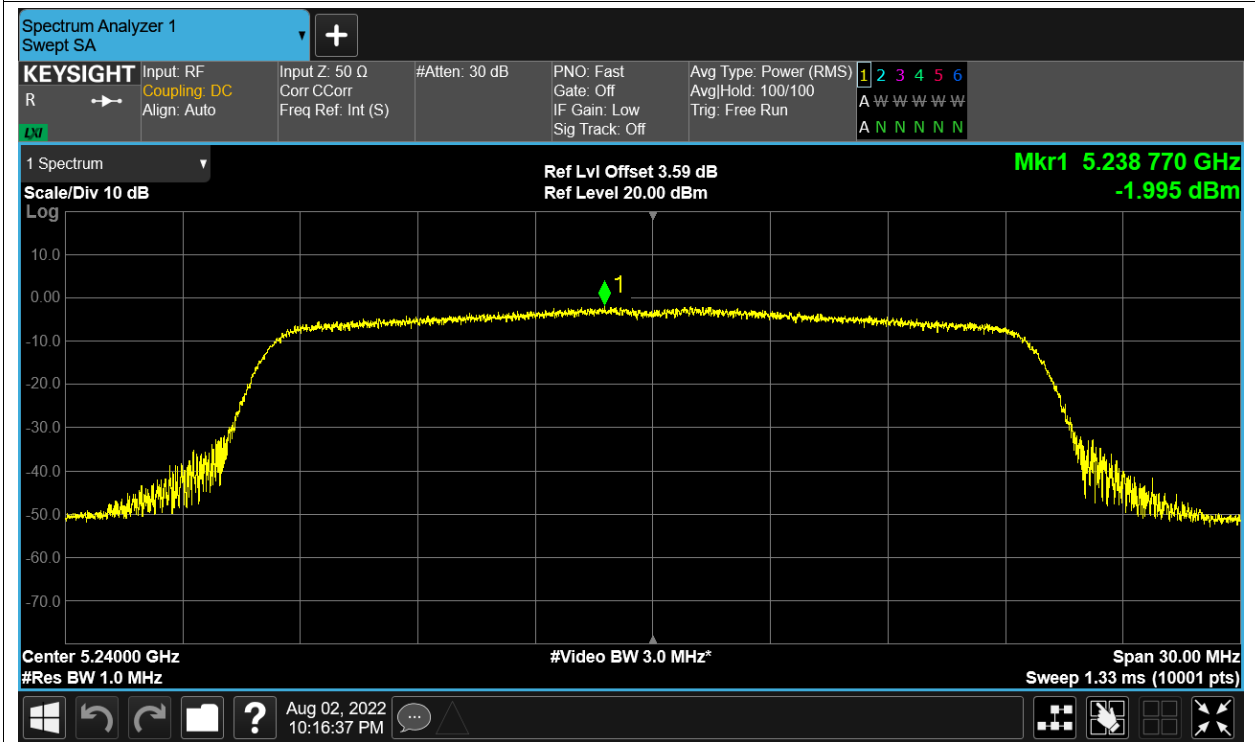 Spectrum Analyzer 1
Swept SA
KEYSIGHT
R
LXI
Input: RF
Coupling: DC
Align: Auto
Input Z: 50 Ω
Corr CCorr
Freq Ref: Int (S)
#Atten: 30 dB
PNO: Fast
Gate: Off
IF Gain: Low
Sig Track: Off
Avg Type: Power (RMS)
Avg|Hold: 100/100
Trig: Free Run
1 2 3 4 5 6
A W W W W W
A N N N N N
1 Spectrum
Scale/Div 10 dB
Log
Ref Lvl Offset 3.59 dB
Ref Level 20.00 dBm
Mkr1 5.238 770 GHz
-1.995 dBm
1
10.0
0.00
-10.0
-20.0
-30.0
-40.0
-50.0
-60.0
-70.0
Center 5.24000 GHz
#Res BW 1.0 MHz
#Video BW 3.0 MHz*
Span 30.00 MHz
Sweep 1.33 ms (10001 pts)
?
Aug 02, 2022
10:16:37 PM